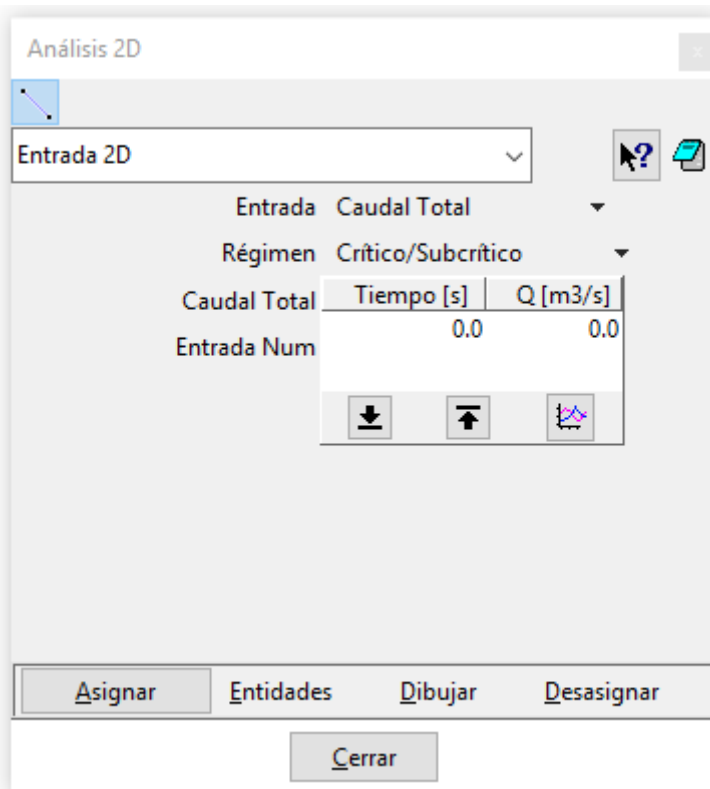 Análisis 2D
x
Entrada 2D
?
Entrada Caudal Total
Régimen Crítico/Subcrítico
Caudal Total Tiempo [s] Q [m3/s]
0.0 0.0
Entrada Num
Asignar Entidades Dibujar Desasignar
Cerrar